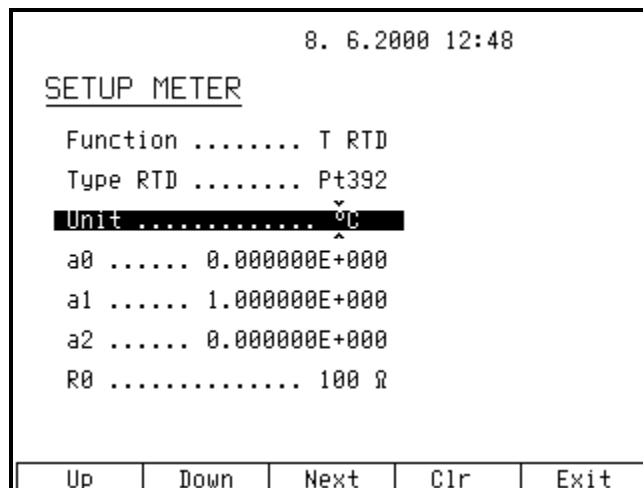 8. 6.2000 12:48
SETUP METER
Function ........ T RTD
Type RTD ........ Pt392
Unit ............. ºC
a0 ...... 0.000000E+000
a1 ...... 1.000000E+000
a2 ...... 0.000000E+000
R0 .............. 100 Ω
Up Down Next Clr Exit